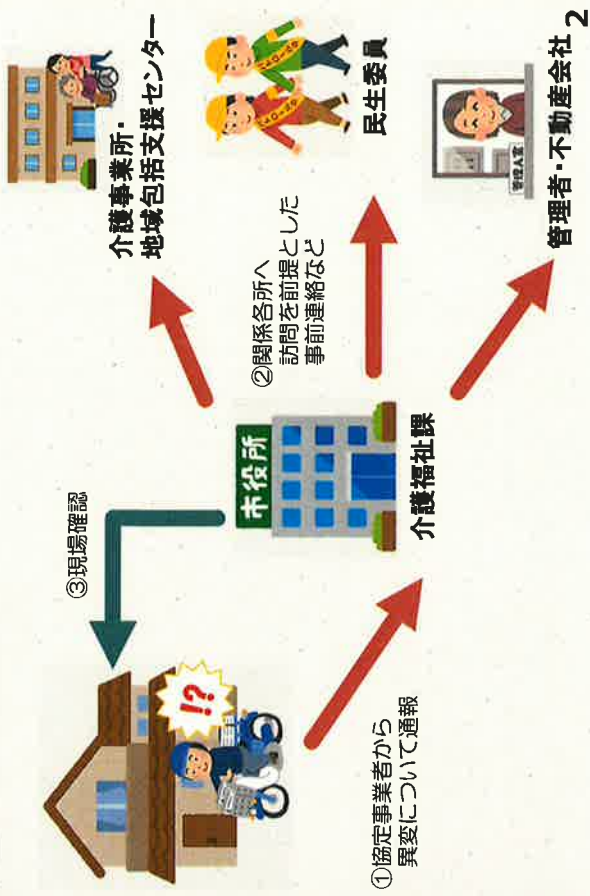 ①協定事業者から
異変について通報
③現場確認
市役所
介護福祉課
②関係各所へ
訪問を前提とした
事前連絡など
介護事業所・
地域包括支援センター
民生委員
管理人室
管理者・不動産会社
!?
2